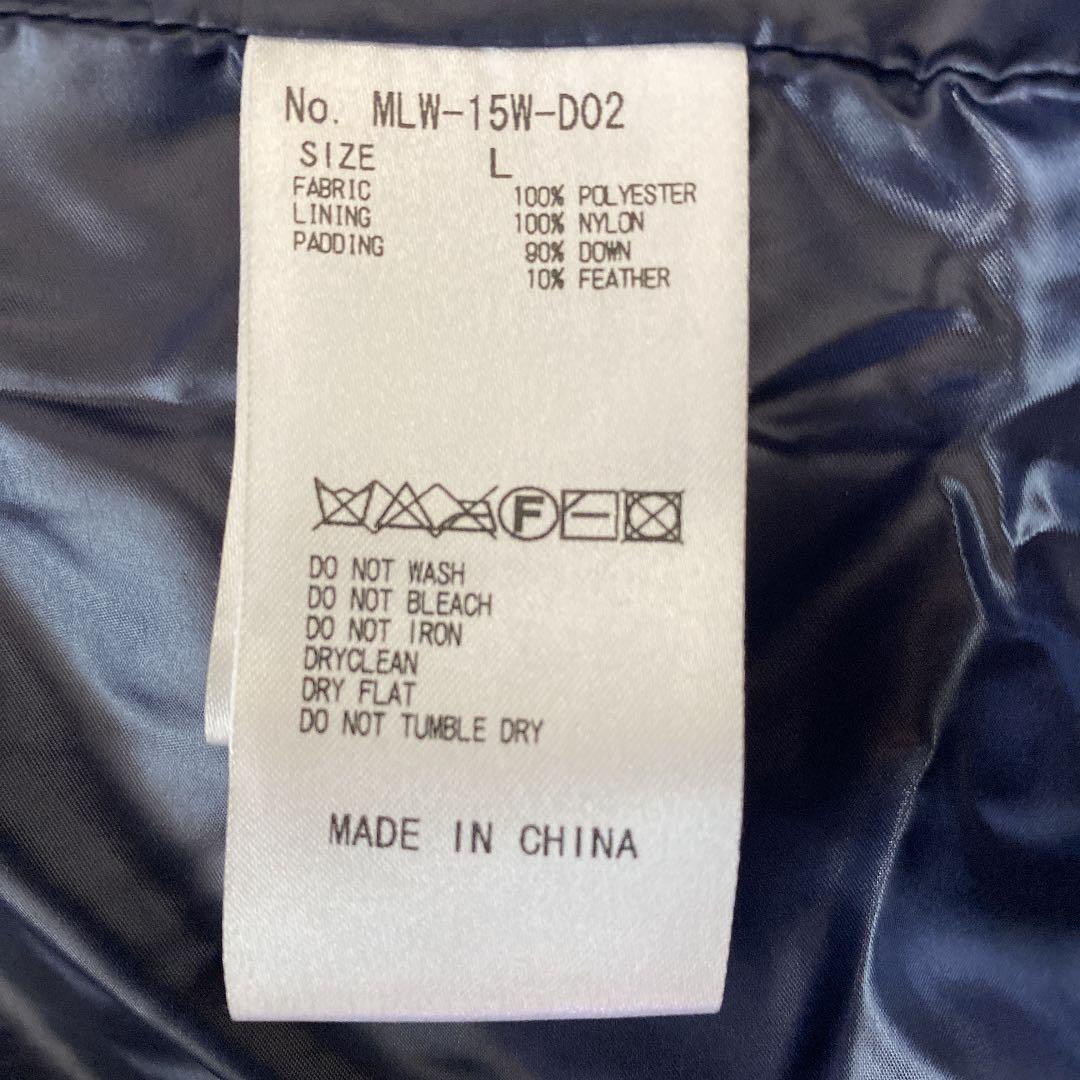 No. MLW-15W-D02
SIZE L
FABRIC 100% POLYESTER
LINING 100% NYLON
PADDING 90% DOWN
10% FEATHER
F
DO NOT WASH
DO NOT BLEACH
DO NOT IRON
DRYCLEAN
DRY FLAT
DO NOT TUMBLE DRY
MADE IN CHINA